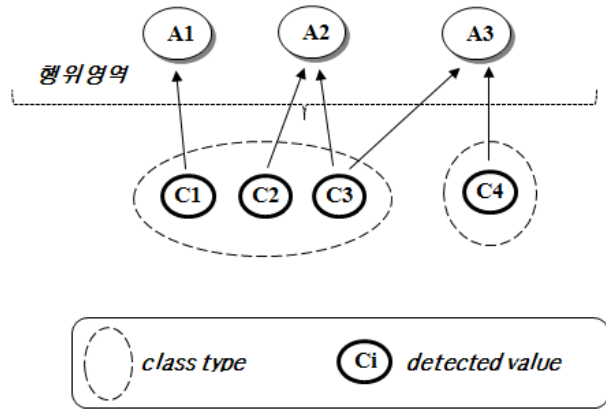 A1 A2 A3
행위영역
C1 C2 C3 C4
class type Ci detected value